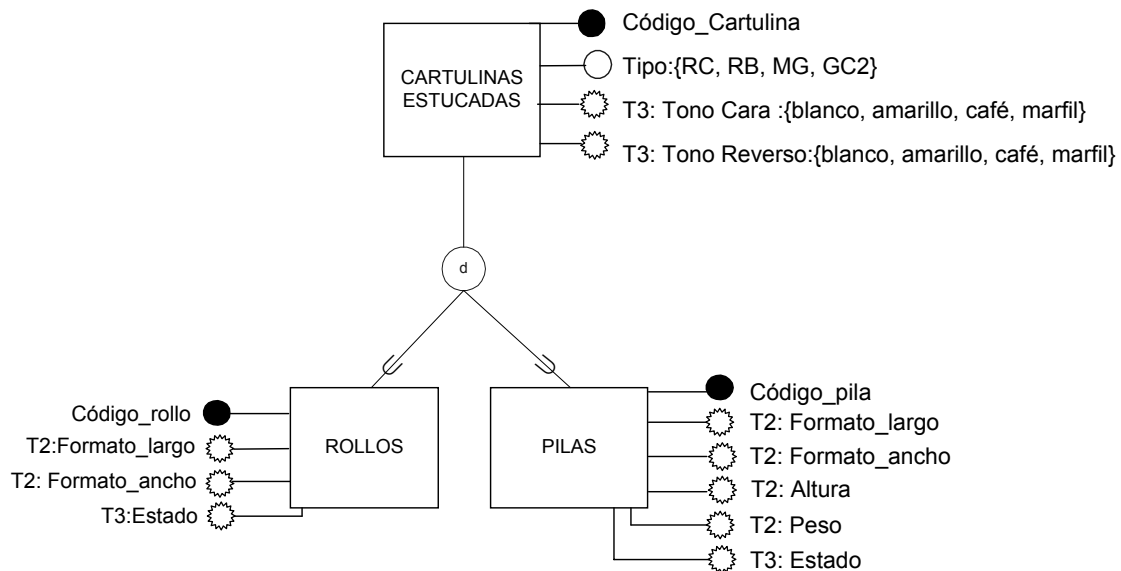 Código_Cartulina
Tipo:{RC, RB, MG, GC2}
CARTULINAS
ESTUCADAS
T3: Tono Cara :{blanco, amarillo, café, marfil}
T3: Tono Reverso:{blanco, amarillo, café, marfil}
d
Código_rollo
T2:Formato_largo
T2: Formato_ancho
T3:Estado
ROLLOS
PILAS
Código_pila
T2: Formato_largo
T2: Formato_ancho
T2: Altura
T2: Peso
T3: Estado